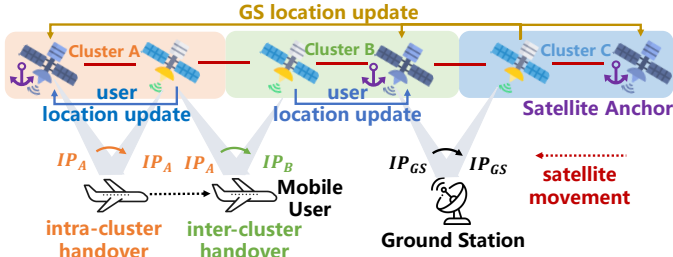 GS location update
Cluster A
Cluster B
Cluster C
user
location update
user
location update
Satellite Anchor
IP_A
IP_A
IP_A
IP_B
IP_GS
IP_GS
Mobile
User
satellite
movement
intra-cluster
handover
inter-cluster
handover
Ground Station